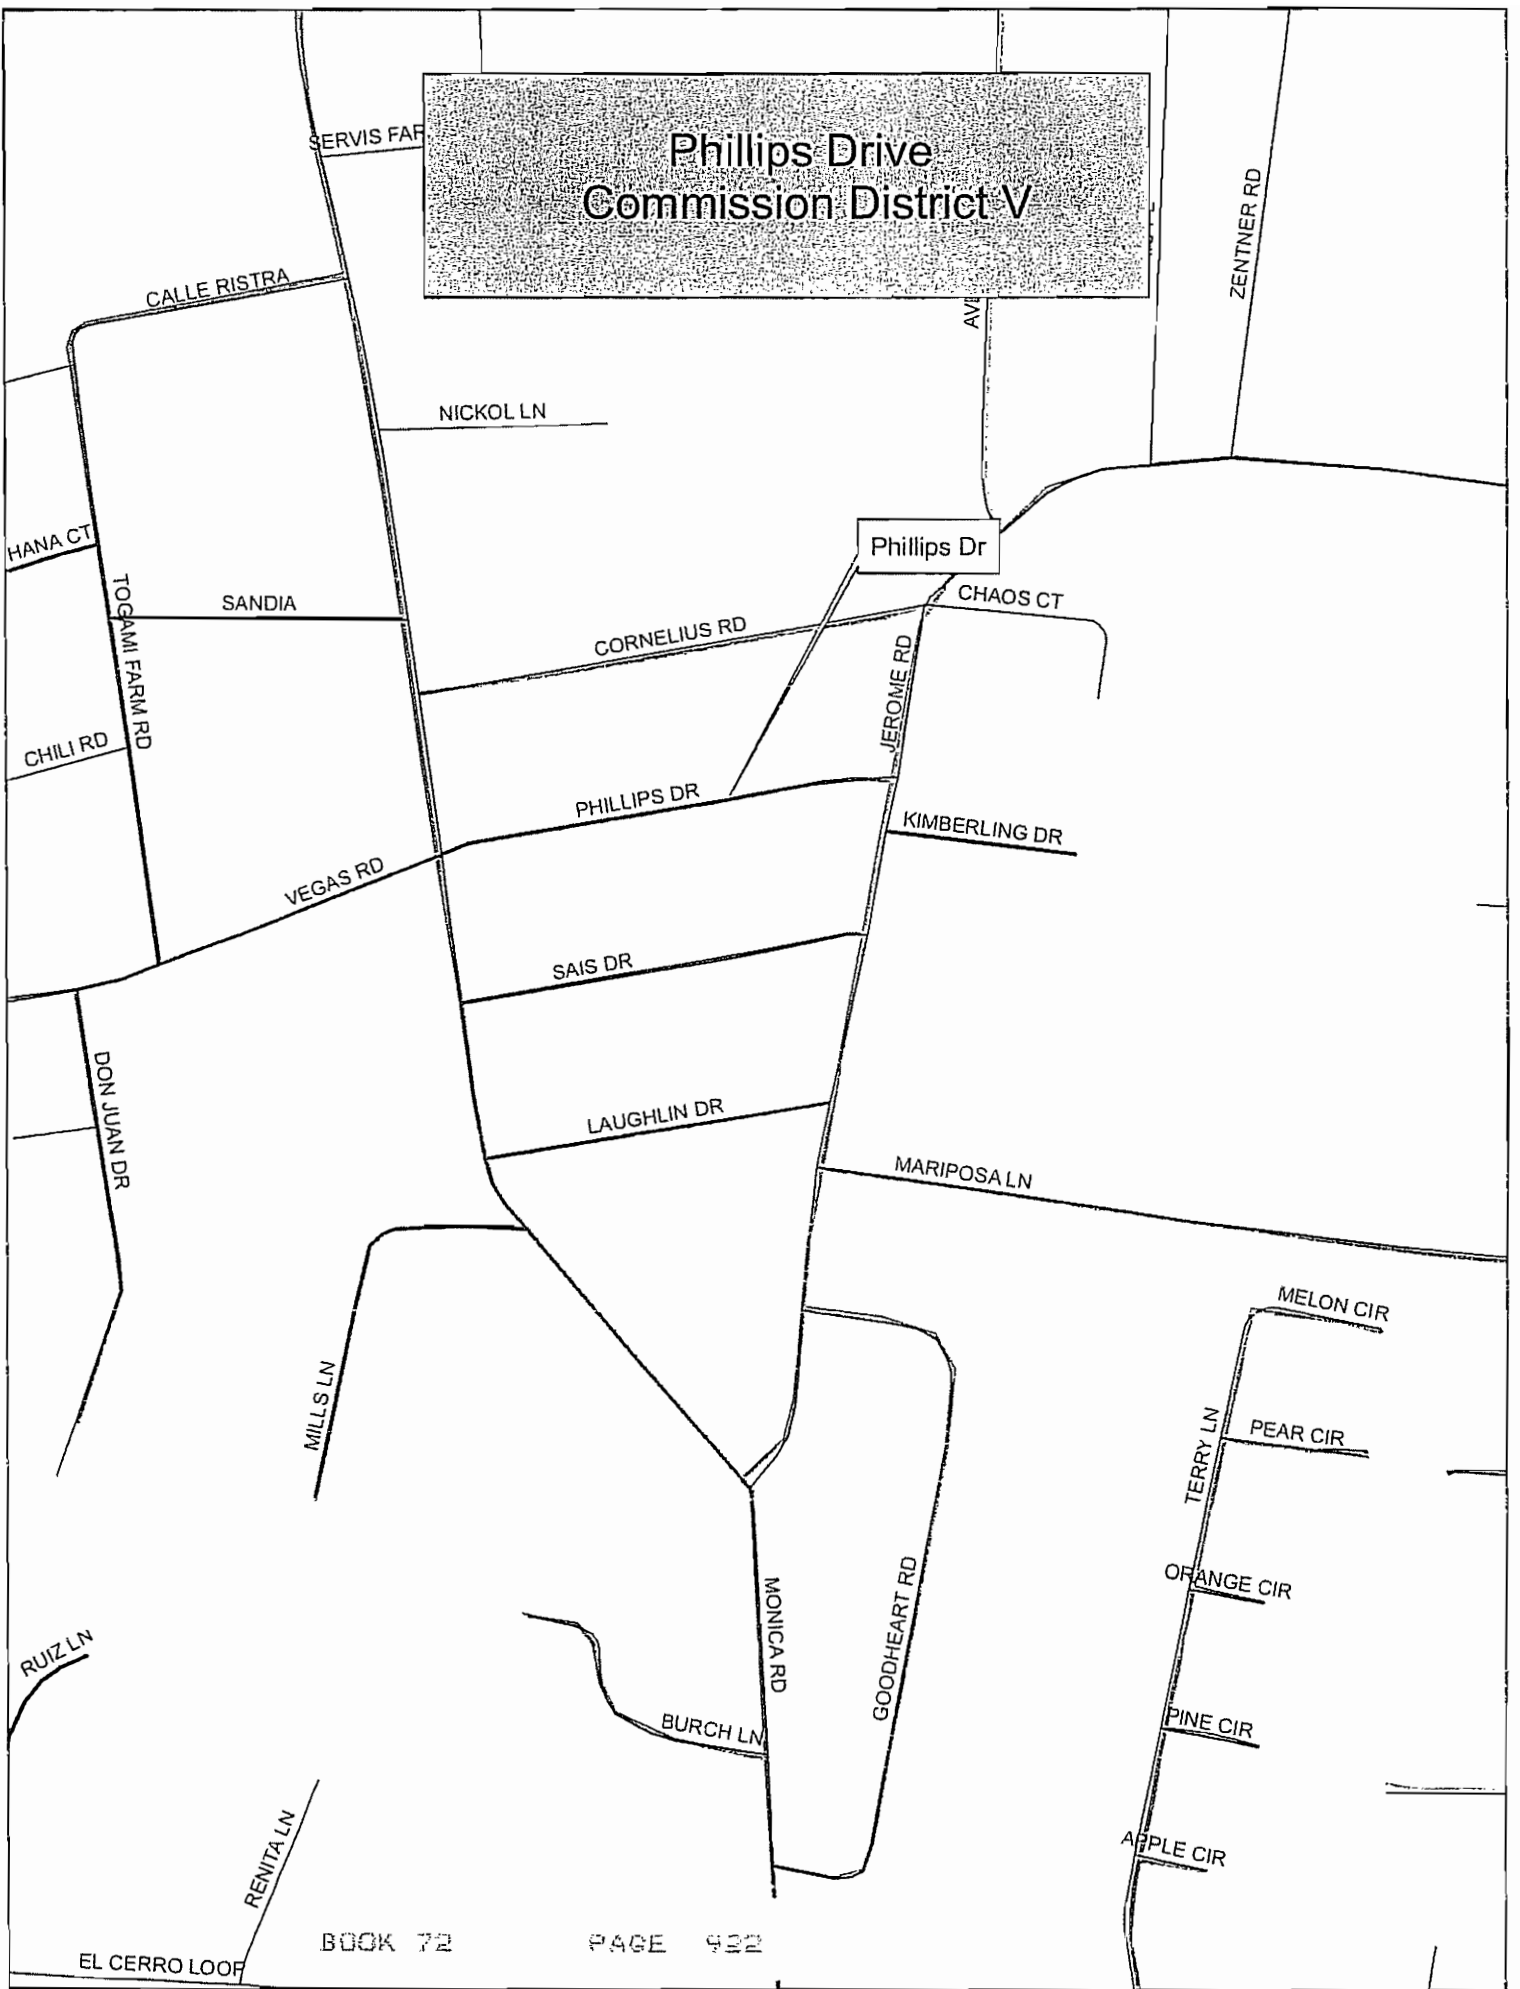 SERVIS FAR
Phillips Drive
Commission District V
ZENTNER RD
CALLE RISTRA
AVE
NICKOL LN
HANA CT
Phillips Dr
TOGAMI FARM RD
SANDIA
CHAOS CT
CORNELIUS RD
JEROME RD
CHILI RD
PHILLIPS DR
KIMBERLING DR
VEGAS RD
SAIS DR
DON JUAN DR
LAUGHLIN DR
MARIPOSA LN
MELON CIR
MILLS LN
TERRY LN
PEAR CIR
ORANGE CIR
MONICA RD
GOODHEART RD
RUIZ LN
BURCH LN
PINE CIR
RENITA LN
APPLE CIR
BOOK 72 PAGE 922
EL CERRO LOOP